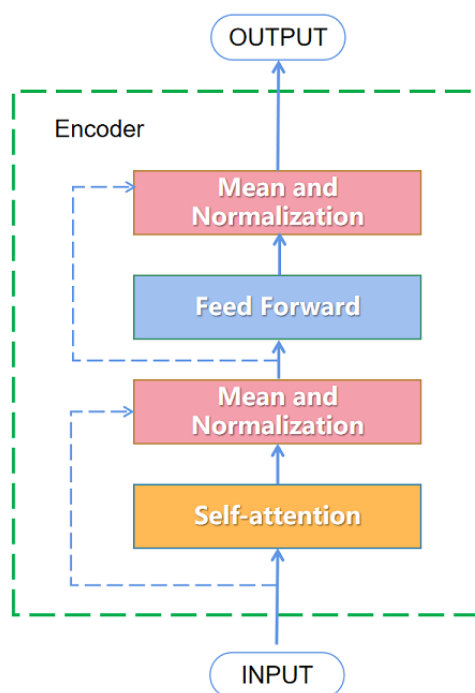 OUTPUT
Encoder
Mean and
Normalization
Feed Forward
Mean and
Normalization
Self-attention
INPUT